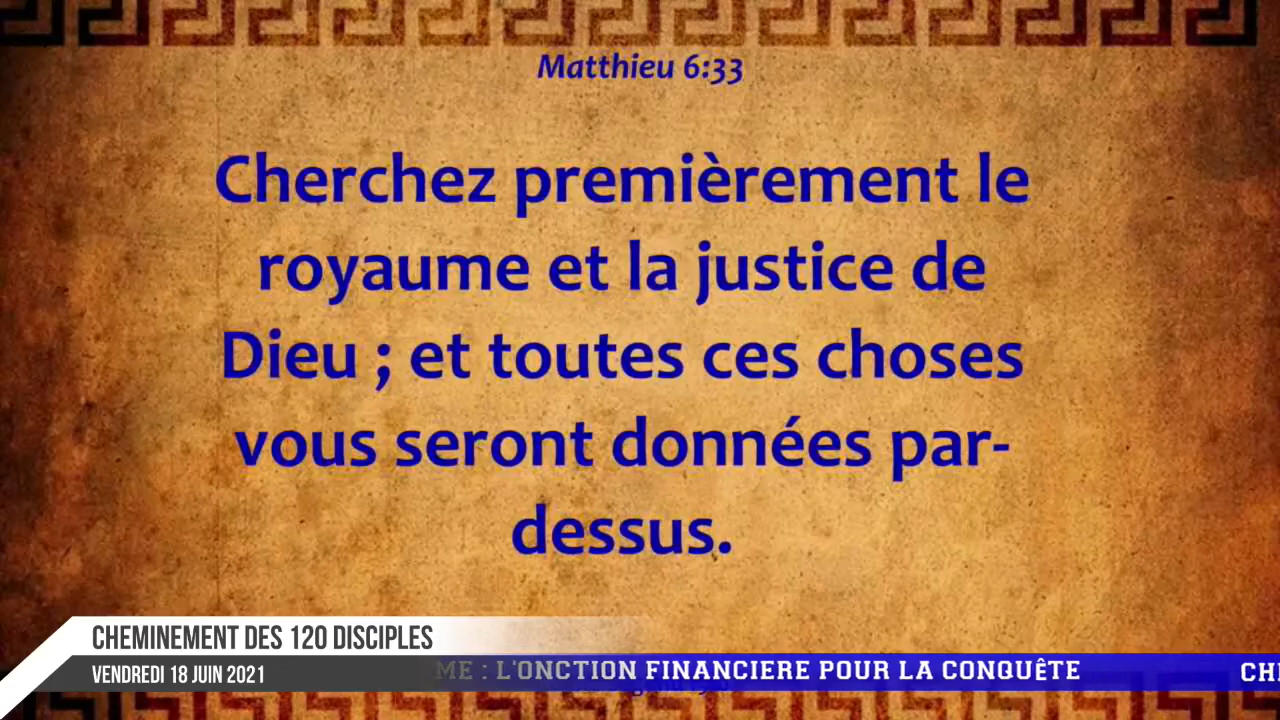 Matthieu 6:33
Cherchez premièrement le
royaume et la justice de
Dieu ; et toutes ces choses
vous seront données par-
dessus.
CHEMINEMENT DES 120 DISCIPLES
VENDREDI 18 JUIN 2021
ME : L'ONCTION FINANCIERE POUR LA CONQUÊTE